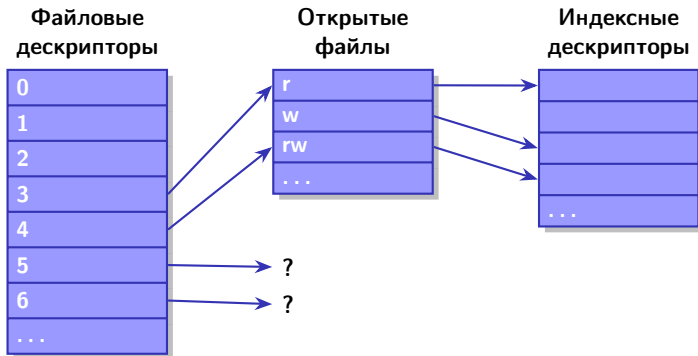 Файловые
дескрипторы
0
1
2
3
4
5
6
. . .
Открытые
файлы
r
w
rw
. . .
?
?
Индексные
дескрипторы
. . .